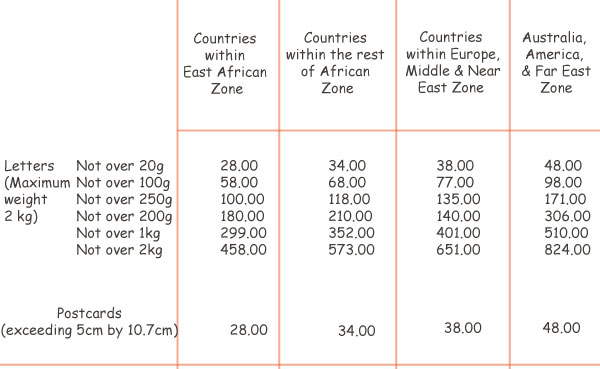 Countries within East African Zone
Countries within the rest of African Zone
Countries within Europe, Middle & Near East Zone
Australia, America, & Far East Zone
Letters Not over 20g 28.00 34.00 38.00 48.00
(Maximum Not over 100g 58.00 68.00 77.00 98.00
weight Not over 250g 100.00 118.00 135.00 171.00
2 kg) Not over 200g 180.00 210.00 140.00 306.00
Not over 1kg 299.00 352.00 401.00 510.00
Not over 2kg 458.00 573.00 651.00 824.00
Postcards
(exceeding 5cm by 10.7cm) 28.00 34.00 38.00 48.00